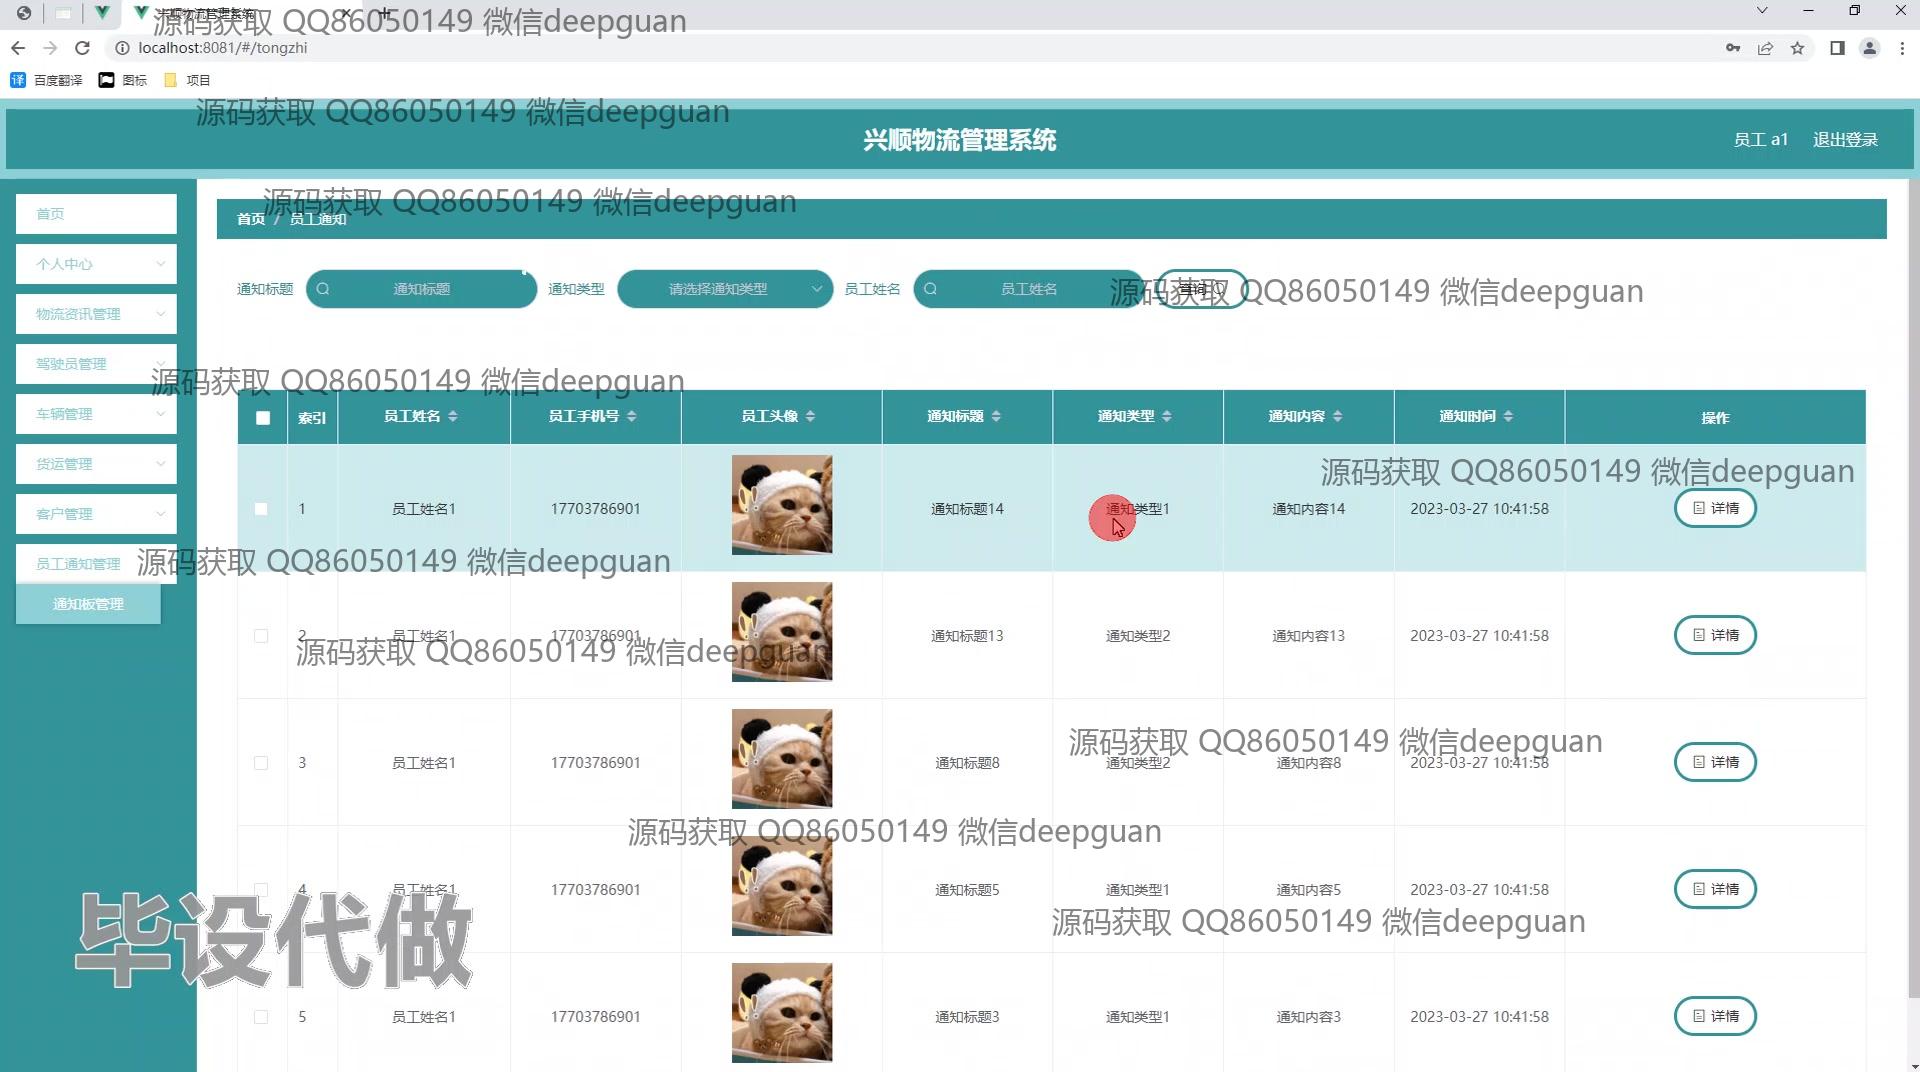 兴顺物流管理系统
源码获取 QQ86050149 微信deepguan
localhost:8081/#/tongzhi
百度翻译 图标 项目
源码获取 QQ86050149 微信deepguan
兴顺物流管理系统
员工 a1 退出登录
源码获取 QQ86050149 微信deepguan
首页
首页 / 员工通知
个人中心
通知标题 通知标题 通知类型 请选择通知类型 员工姓名 员工姓名 查询
源码获取 QQ86050149 微信deepguan
物流资讯管理
驾驶员管理
源码获取 QQ86050149 微信deepguan
车辆管理
索引 员工姓名 员工手机号 员工头像 通知标题 通知类型 通知内容 通知时间 操作
货运管理
源码获取 QQ86050149 微信deepguan
客户管理
1 员工姓名1 17703786901 通知标题14 通知类型1 通知内容14 2023-03-27 10:41:58 详情
员工通知管理
源码获取 QQ86050149 微信deepguan
通知板管理
2 员工姓名1 17703786901 通知标题13 通知类型2 通知内容13 2023-03-27 10:41:58 详情
源码获取 QQ86050149 微信deepguan
源码获取 QQ86050149 微信deepguan
3 员工姓名1 17703786901 通知标题8 通知类型2 通知内容8 2023-03-27 10:41:58 详情
源码获取 QQ86050149 微信deepguan
4 员工姓名1 17703786901 通知标题5 通知类型1 通知内容5 2023-03-27 10:41:58 详情
源码获取 QQ86050149 微信deepguan
毕设代做
5 员工姓名1 17703786901 通知标题3 通知类型1 通知内容3 2023-03-27 10:41:58 详情